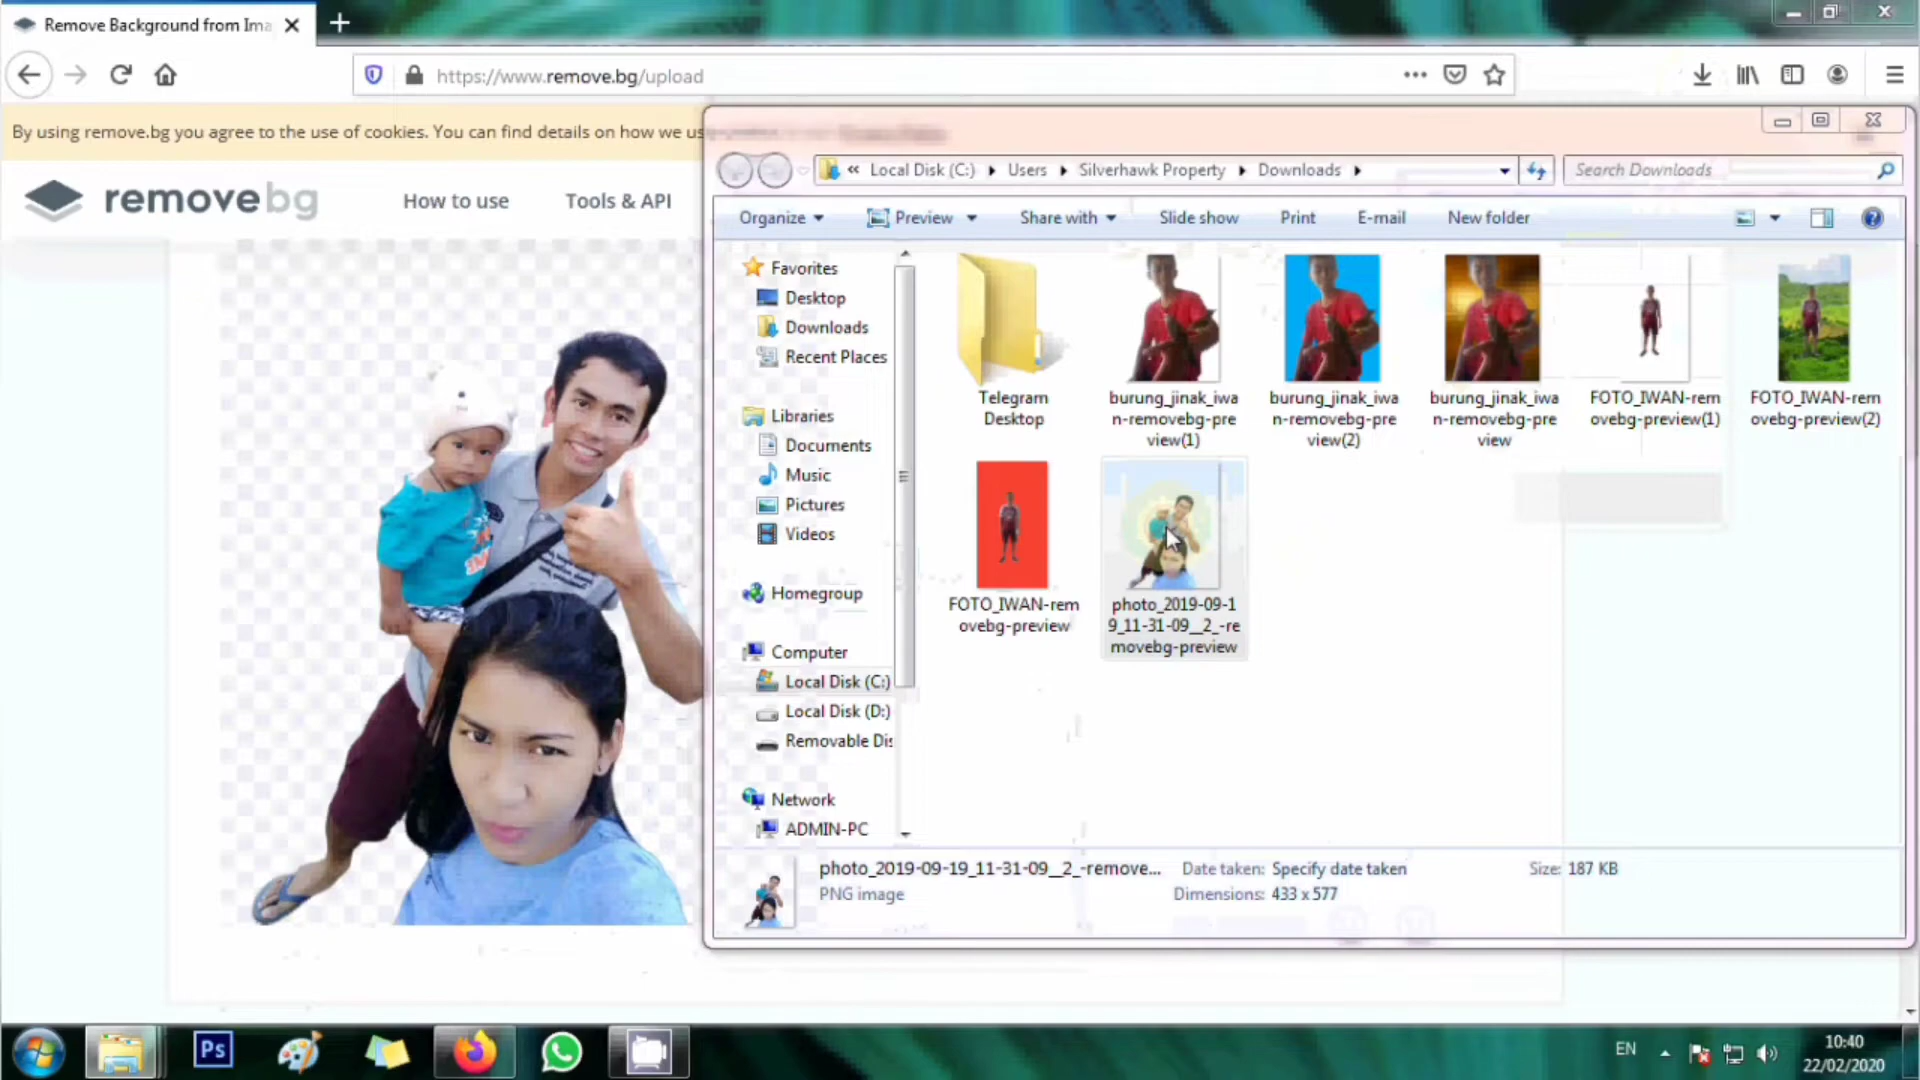 Remove Background from Ima
https://www.remove.bg/upload
By using remove.bg you agree to the use of cookies. You can find details on how we us
removebg
How to use
Tools & API
« Local Disk (C:) Users Silverhawk Property Downloads
Search Downloads
Organize Preview Share with Slide show Print E-mail New folder
Favorites
Desktop
Downloads
Recent Places
Libraries
Documents
Music
Pictures
Videos
Homegroup
Computer
Local Disk (C:)
Local Disk (D:)
Removable Dis
Network
ADMIN-PC
Telegram
Desktop
burung_jinak_iwa
n-removebg-pre
view(1)
burung_jinak_iwa
n-removebg-pre
view(2)
burung_jinak_iwa
n-removebg-pre
view
FOTO_IWAN-rem
ovebg-preview(1)
FOTO_IWAN-rem
ovebg-preview(2)
FOTO_IWAN-rem
ovebg-preview
photo_2019-09-1
9_11-31-09__2_-re
movebg-preview
photo_2019-09-19_11-31-09__2_-remove...
PNG image
Date taken: Specify date taken
Dimensions: 433 x 577
Size: 187 KB
Ps
EN
10:40
22/02/2020